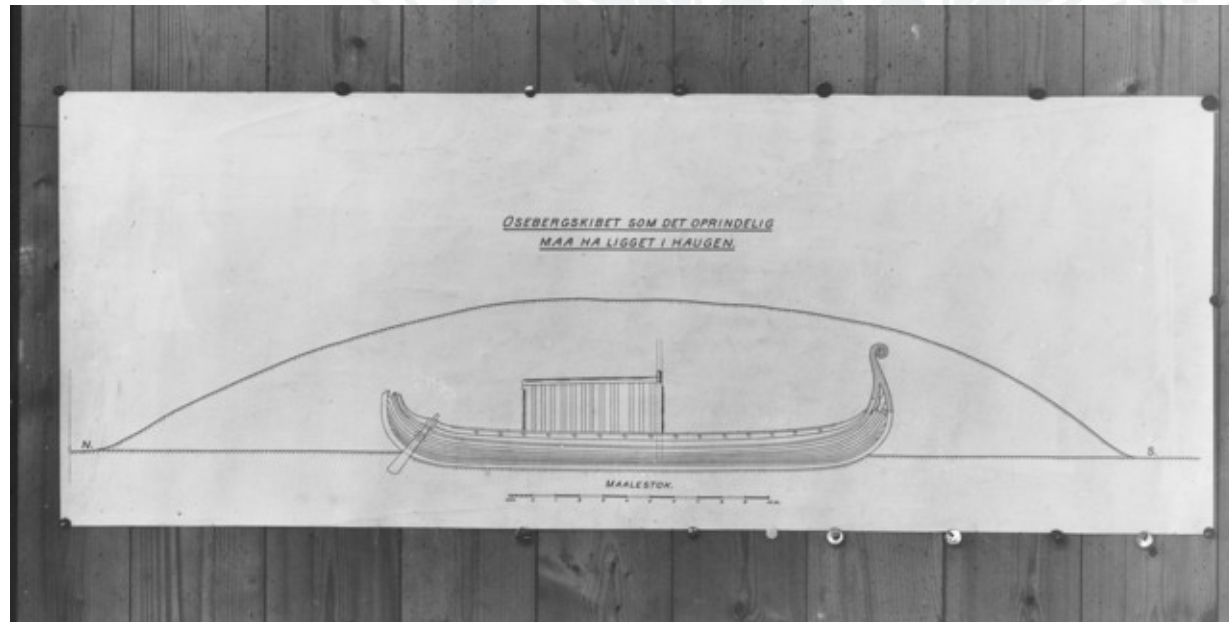 OSEBERGSKIBET SOM DET OPRINDELIG
MAA HA LIGGET I HAUGEN.
N.
S.
MAALESTOK.